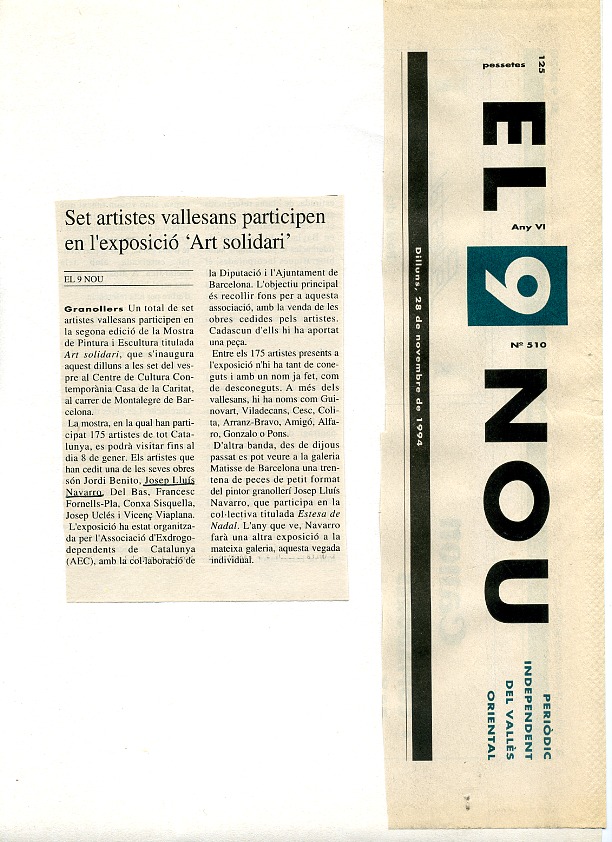 Set artistes vallesans participen
en l'exposició ‘Art solidari’
EL 9 NOU
Granollers Un total de set
artistes vallesans participen en
la segona edició de la Mostra
de Pintura i Escultura titulada
Art solidari, que s'inaugura
aquest dilluns a les set del ves-
pre al Centre de Cultura Con-
temporània Casa de la Caritat,
al carrer de Montalegre de Bar-
celona.
La mostra, en la qual han parti-
cipat 175 artistes de tot Cata-
lunya, es podrà visitar fins al
dia 8 de gener. Els artistes que
han cedit una de les seves obres
són Jordi Benito, Josep Lluís
Navarro, Del Bas, Francesc
Fornells-Pla, Conxa Sisquella,
Josep Uclés i Vicenç Viaplana.
L'exposició ha estat organitza-
da per l'Associació d'Exdrogo-
dependents de Catalunya
(AEC), amb la col·laboració de
la Diputació i l'Ajuntament de
Barcelona. L'objectiu principal
és recollir fons per a aquesta
associació, amb la venda de les
obres cedides pels artistes.
Cadascun d'ells hi ha aportat
una peça.
Entre els 175 artistes presents a
l'exposició n'hi ha tant de cone-
guts i amb un nom ja fet, com
de desconeguts. A més dels
vallesans, hi ha noms com Gui-
novart, Viladecans, Cesc, Coli-
ta, Arranz-Bravo, Amigó, Alfa-
ro, Gonzalo o Pons.
D'altra banda, des de dijous
passat es pot veure a la galeria
Matisse de Barcelona una tren-
tena de peces de petit format
del pintor granollerí Josep Lluís
Navarro, que participa en la
col·lectiva titulada Estesa de
Nadal. L'any que ve, Navarro
farà una altra exposició a la
mateixa galeria, aquesta vegada
individual.
125
pessetes
EL 9 NOU
Any VI
Nº 510
PERIÒDIC
INDEPENDENT
DEL VALLÈS
ORIENTAL
Dilluns, 28 de novembre de 1994